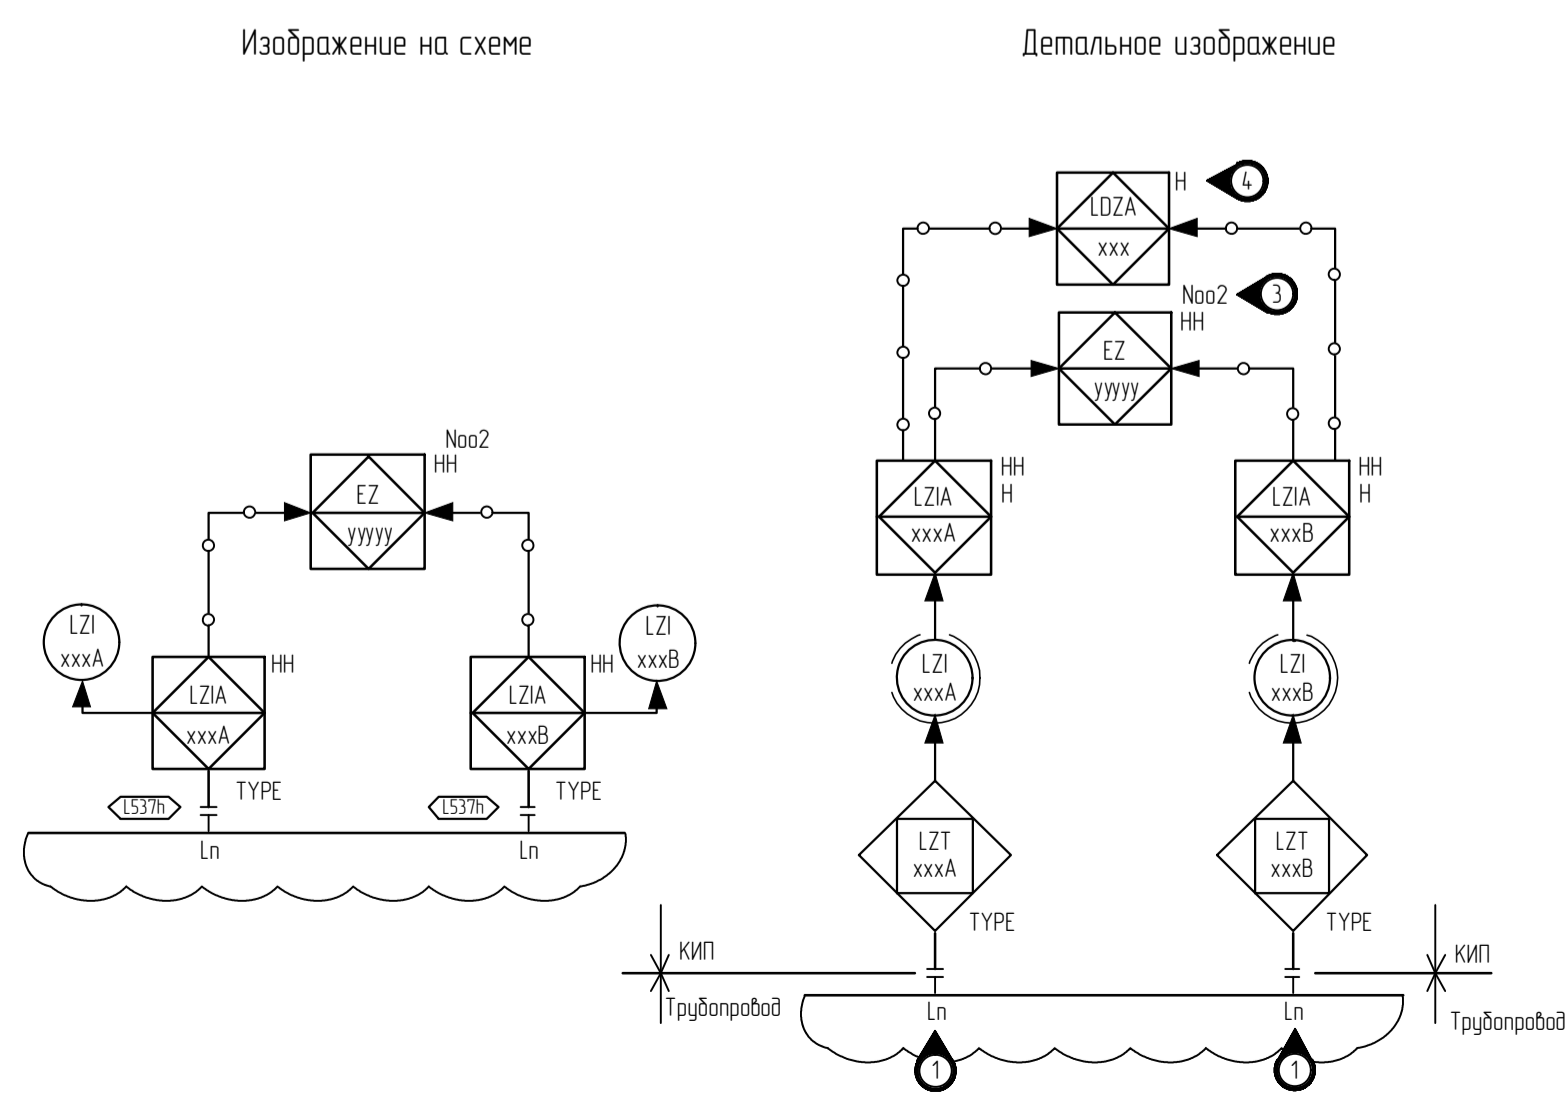 Изображение на схеме
Детальное изображение
Noo2
HH
EZ
yyyyy
LZI
xxxA
LZIA
xxxA
HH
LZIA
xxxB
HH
LZI
xxxB
L537h
TYPE
L537h
TYPE
Ln
Ln
LDZA
xxx
H
4
Noo2
HH
3
EZ
yyyyy
LZIA
xxxA
HH
H
LZIA
xxxB
HH
H
LZI
xxxA
LZI
xxxB
LZT
xxxA
TYPE
LZT
xxxB
TYPE
КИП
Трубопровод
КИП
Трубопровод
Ln
Ln
1
1